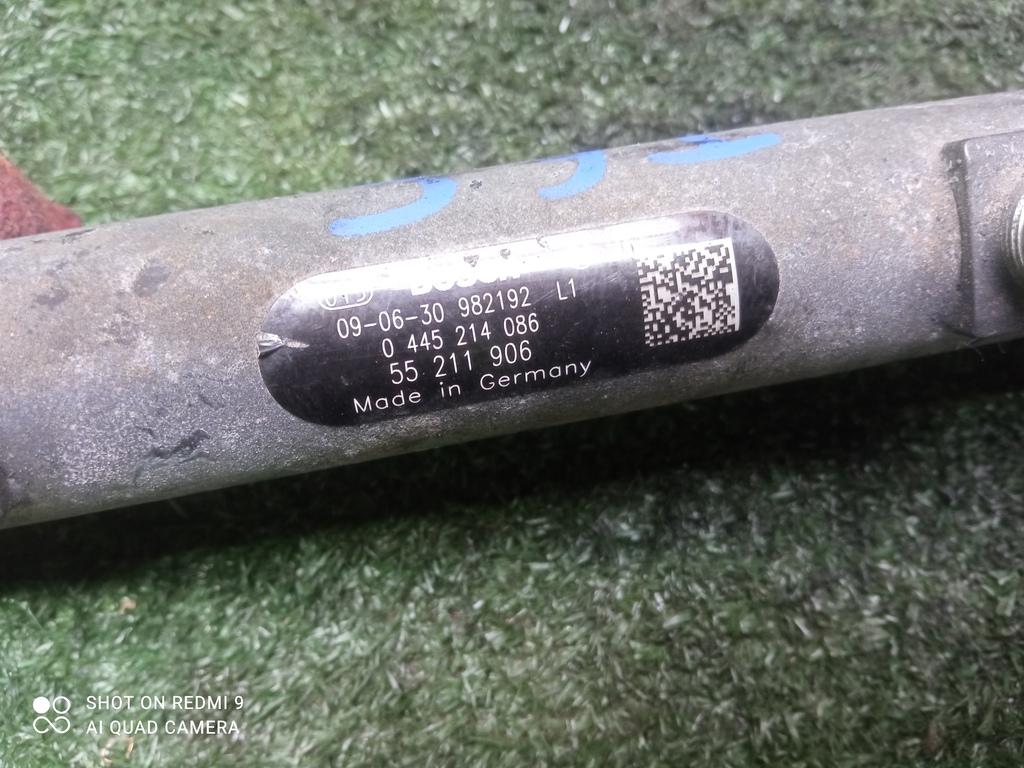 BOSCH
09-06-30 982192 L1
0 445 214 086
55 211 906
Made in Germany
SHOT ON REDMI 9
AI QUAD CAMERA